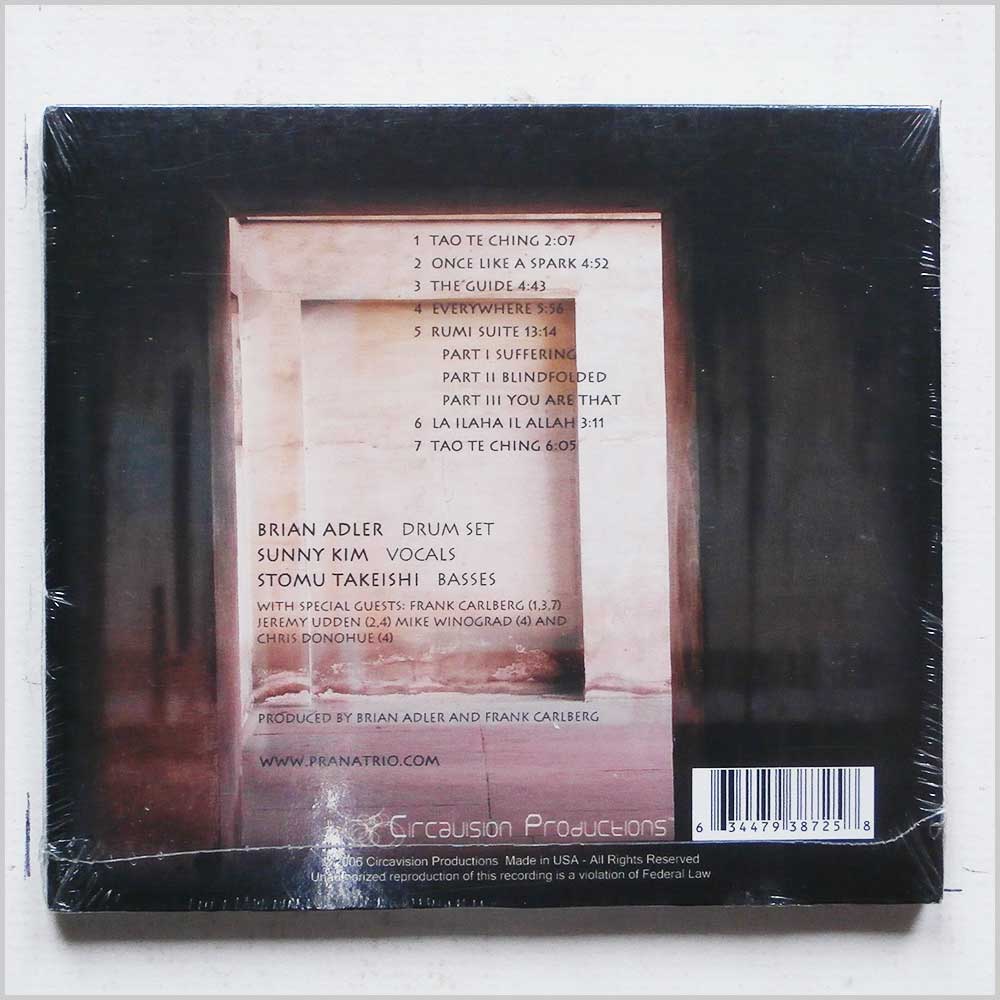 1 TAO TE CHING 2:07
2 ONCE LIKE A SPARK 4:52
3 THE GUIDE 4:43
4 EVERYWHERE 5:56
5 RUMI SUITE 13:14
PART I SUFFERING
PART II BLINDFOLDED
PART III YOU ARE THAT
6 LA ILAHA IL ALLAH 3:11
7 TAO TE CHING 6:05
BRIAN ADLER DRUM SET
SUNNY KIM VOCALS
STOMU TAKEISHI BASSES
WITH SPECIAL GUESTS: FRANK CARLBERG (1,3,7)
JEREMY UDDEN (2,4) MIKE WINOGRAD (4) AND
CHRIS DONOHUE (4)
PRODUCED BY BRIAN ADLER AND FRANK CARLBERG
WWW.PRANATRIO.COM
Circavision Productions
6 34479 38725 8
2006 Circavision Productions Made in USA - All Rights Reserved
Unauthorized reproduction of this recording is a violation of Federal Law